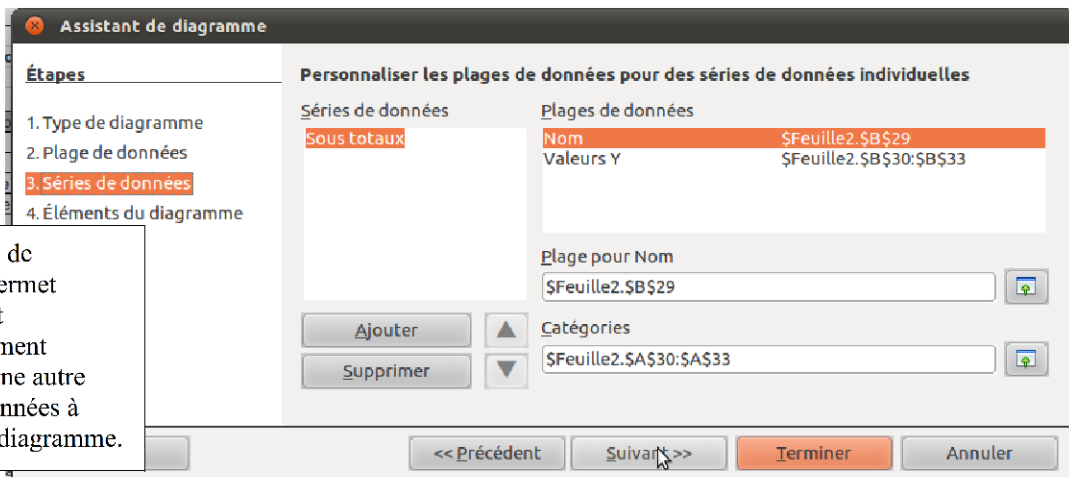 Assistant de diagramme
Étapes
1. Type de diagramme
2. Plage de données
3. Séries de données
4. Éléments du diagramme
de
ermet
t
ment
ne autre
nnées à
diagramme.
Personnaliser les plages de données pour des séries de données individuelles
Séries de données
Sous totaux
Ajouter
Supprimer
Plages de données
Nom $Feuille2.$B$29
Valeurs Y $Feuille2.$B$30:$B$33
Plage pour Nom
$Feuille2.$B$29
Catégories
$Feuille2.$A$30:$A$33
<< Précédent Suivant >> Terminer Annuler